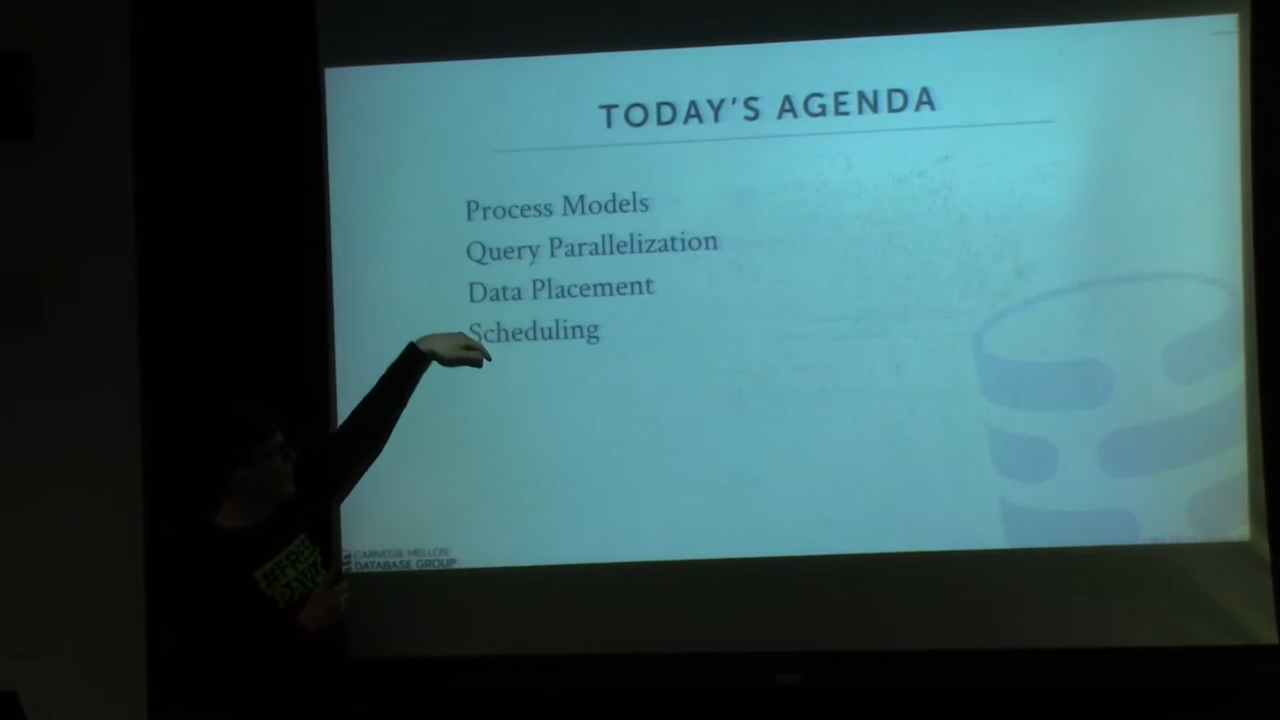 TODAY'S AGENDA
Process Models
Query Parallelization
Data Placement
Scheduling
CARNEGIE MELLON
DATABASE GROUP